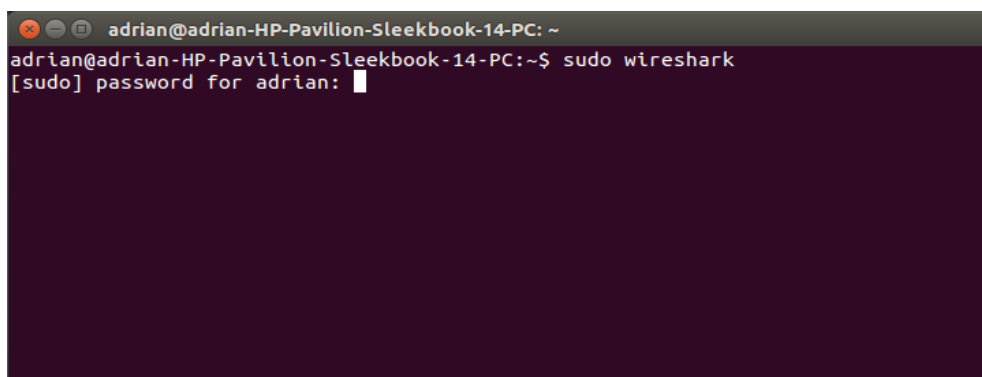 adrian@adrian-HP-Pavilion-Sleekbook-14-PC: ~
adrian@adrian-HP-Pavilion-Sleekbook-14-PC:~$ sudo wireshark
[sudo] password for adrian: